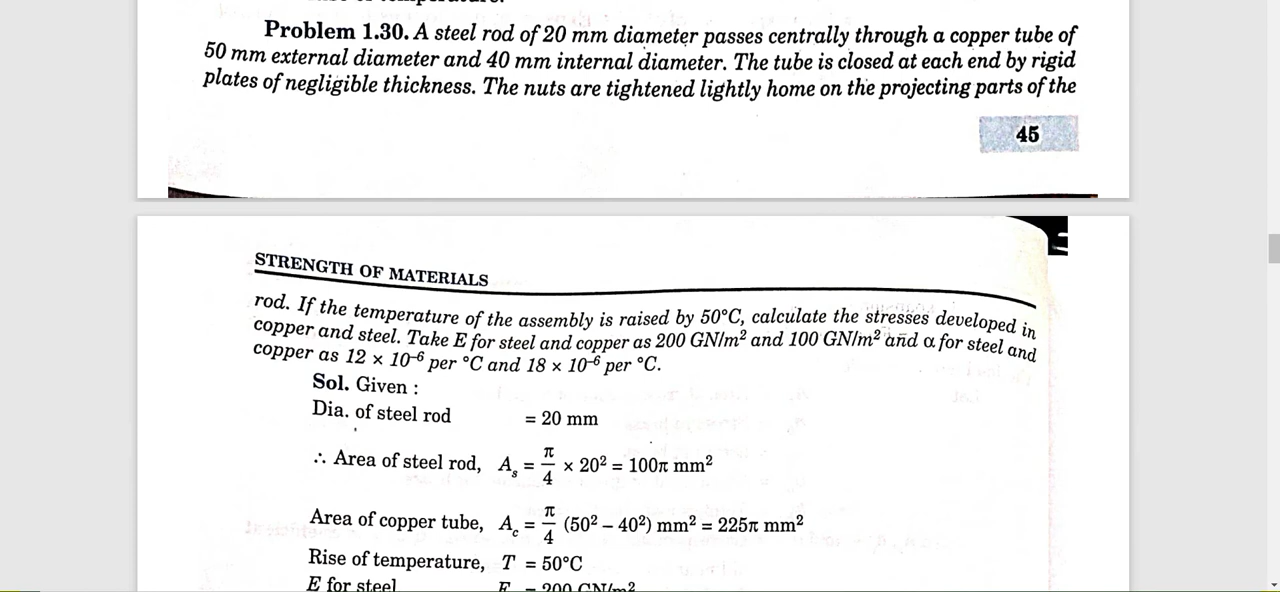 Problem 1.30. A steel rod of 20 mm diameter passes centrally through a copper tube of
50 mm external diameter and 40 mm internal diameter. The tube is closed at each end by rigid
plates of negligible thickness. The nuts are tightened lightly home on the projecting parts of the
45
STRENGTH OF MATERIALS
rod. If the temperature of the assembly is raised by 50°C, calculate the stresses developed in
copper and steel. Take E for steel and copper as 200 GN/m² and 100 GN/m² and α for steel and
copper as 12 × 10⁻⁶ per °C and 18 × 10⁻⁶ per °C.
Sol. Given :
Dia. of steel rod = 20 mm
∴ Area of steel rod, Aₛ = π/4 × 20² = 100π mm²
Area of copper tube, A_c = π/4 (50² – 40²) mm² = 225π mm²
Rise of temperature, T = 50°C
E for steel = 200 GN/m²